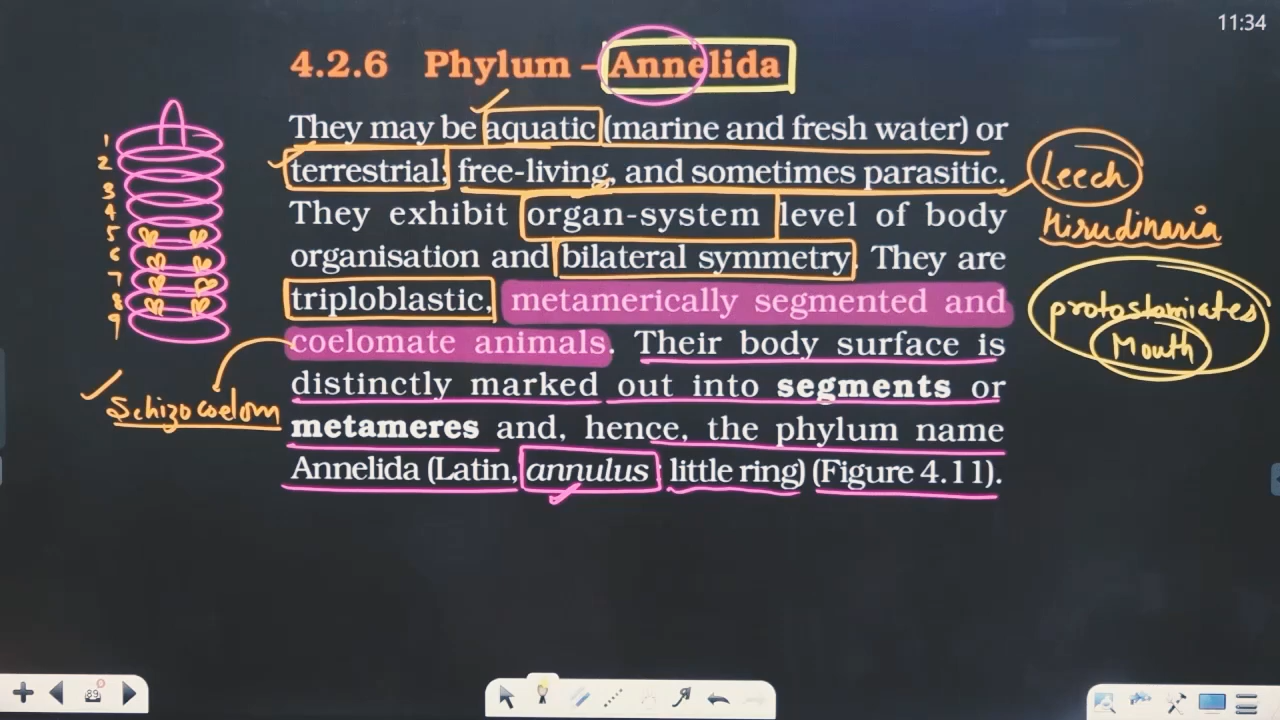 11:34
4.2.6 Phylum – Annelida
They may be aquatic (marine and fresh water) or
terrestrial; free-living, and sometimes parasitic.
They exhibit organ-system level of body
organisation and bilateral symmetry. They are
triploblastic, metamerically segmented and
coelomate animals. Their body surface is
distinctly marked out into segments or
metameres and, hence, the phylum name
Annelida (Latin, annulus : little ring) (Figure 4.11).
1
2
3
4
5
6
7
8
9
Schizocoelom
Leech
Hirudinaria
protostomiates
Mouth
89